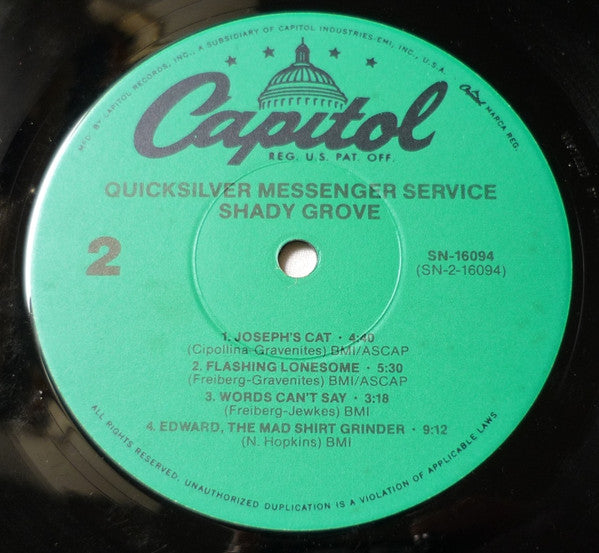 MFD. BY CAPITOL RECORDS, INC., A SUBSIDIARY OF CAPITOL INDUSTRIES-EMI, INC., U.S.A.
Capitol MARCA REG.
Capitol
REG. U.S. PAT. OFF.
QUICKSILVER MESSENGER SERVICE
SHADY GROVE
2
SN-16094
(SN-2-16094)
1. JOSEPH'S CAT · 4:40
(Cipollina-Gravenites) BMI/ASCAP
2. FLASHING LONESOME · 5:30
(Freiberg-Gravenites) BMI/ASCAP
3. WORDS CAN'T SAY · 3:18
(Freiberg-Jewkes) BMI
4. EDWARD, THE MAD SHIRT GRINDER · 9:12
(N. Hopkins) BMI
ALL RIGHTS RESERVED. UNAUTHORIZED DUPLICATION IS A VIOLATION OF APPLICABLE LAWS